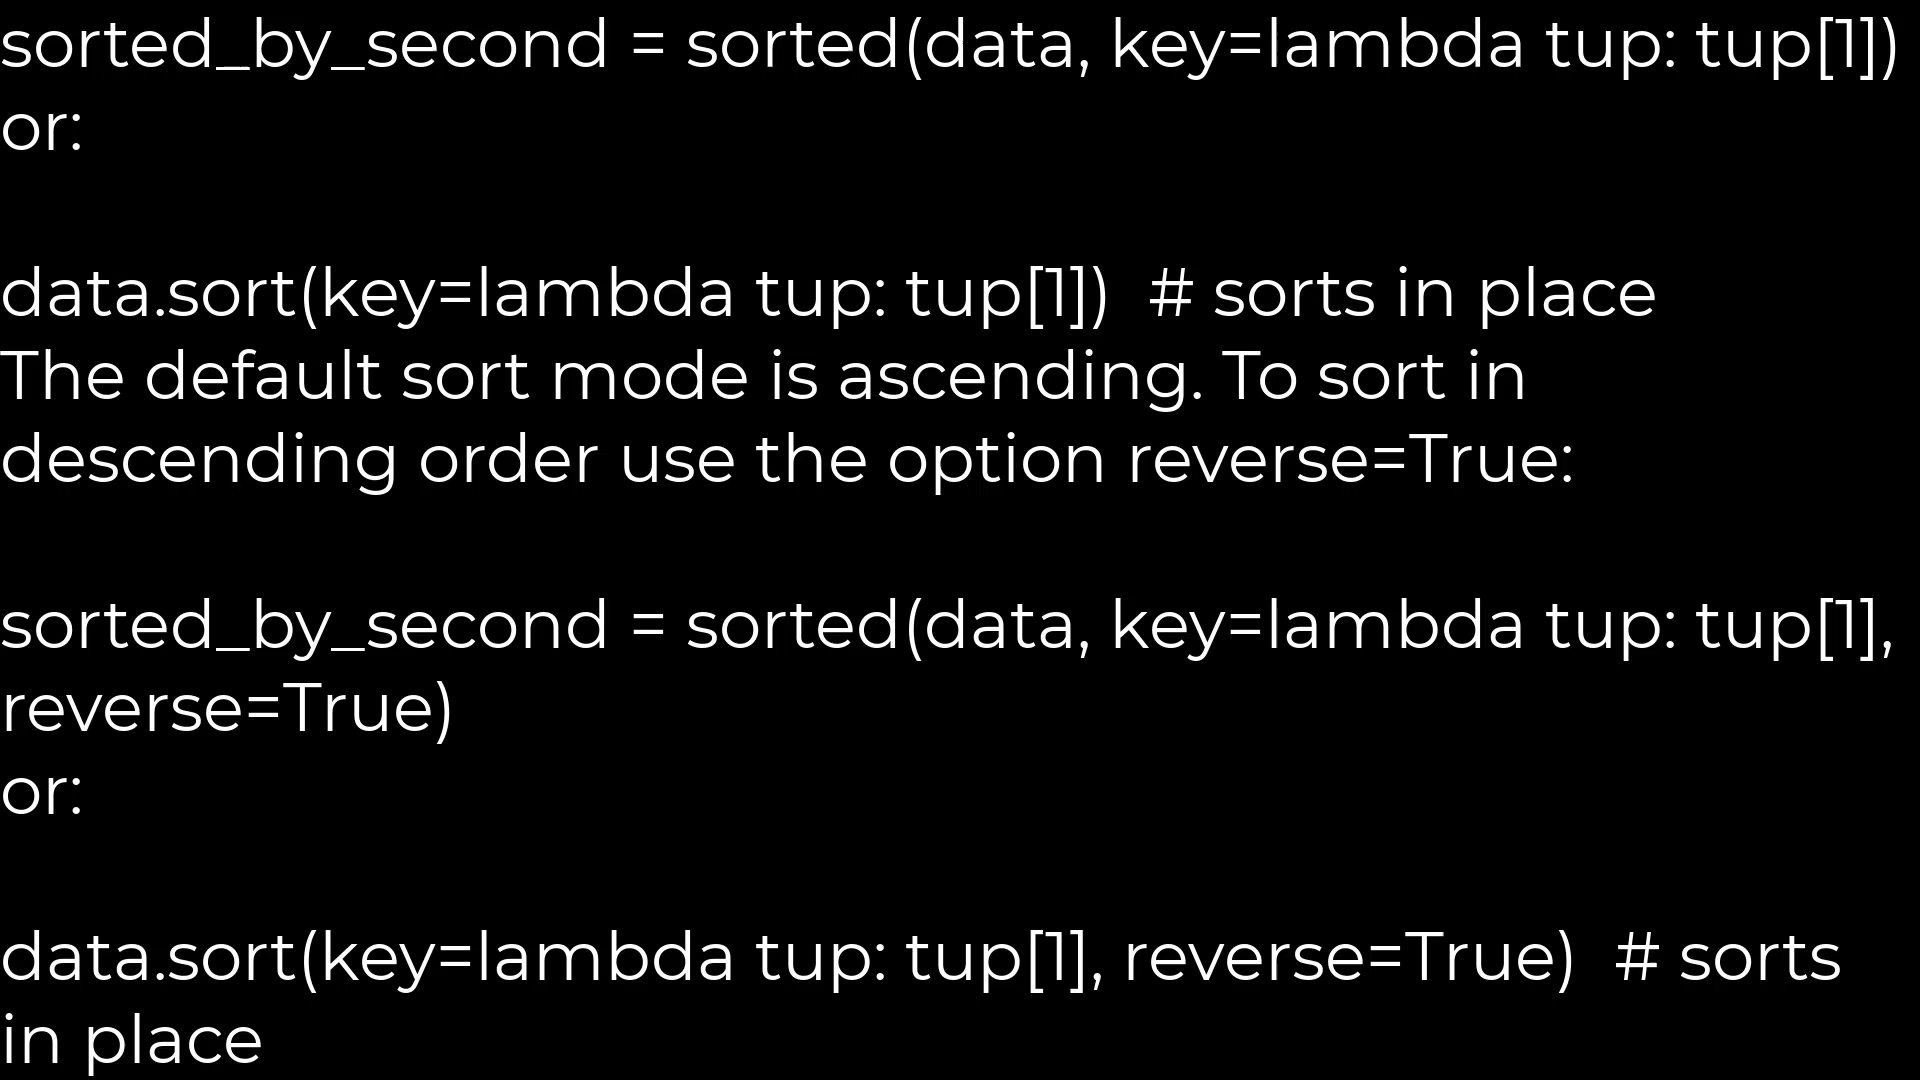 sorted_by_second = sorted(data, key=lambda tup: tup[1])
or:
data.sort(key=lambda tup: tup[1])  # sorts in place
The default sort mode is ascending. To sort in
descending order use the option reverse=True:
sorted_by_second = sorted(data, key=lambda tup: tup[1],
reverse=True)
or:
data.sort(key=lambda tup: tup[1], reverse=True)  # sorts
in place